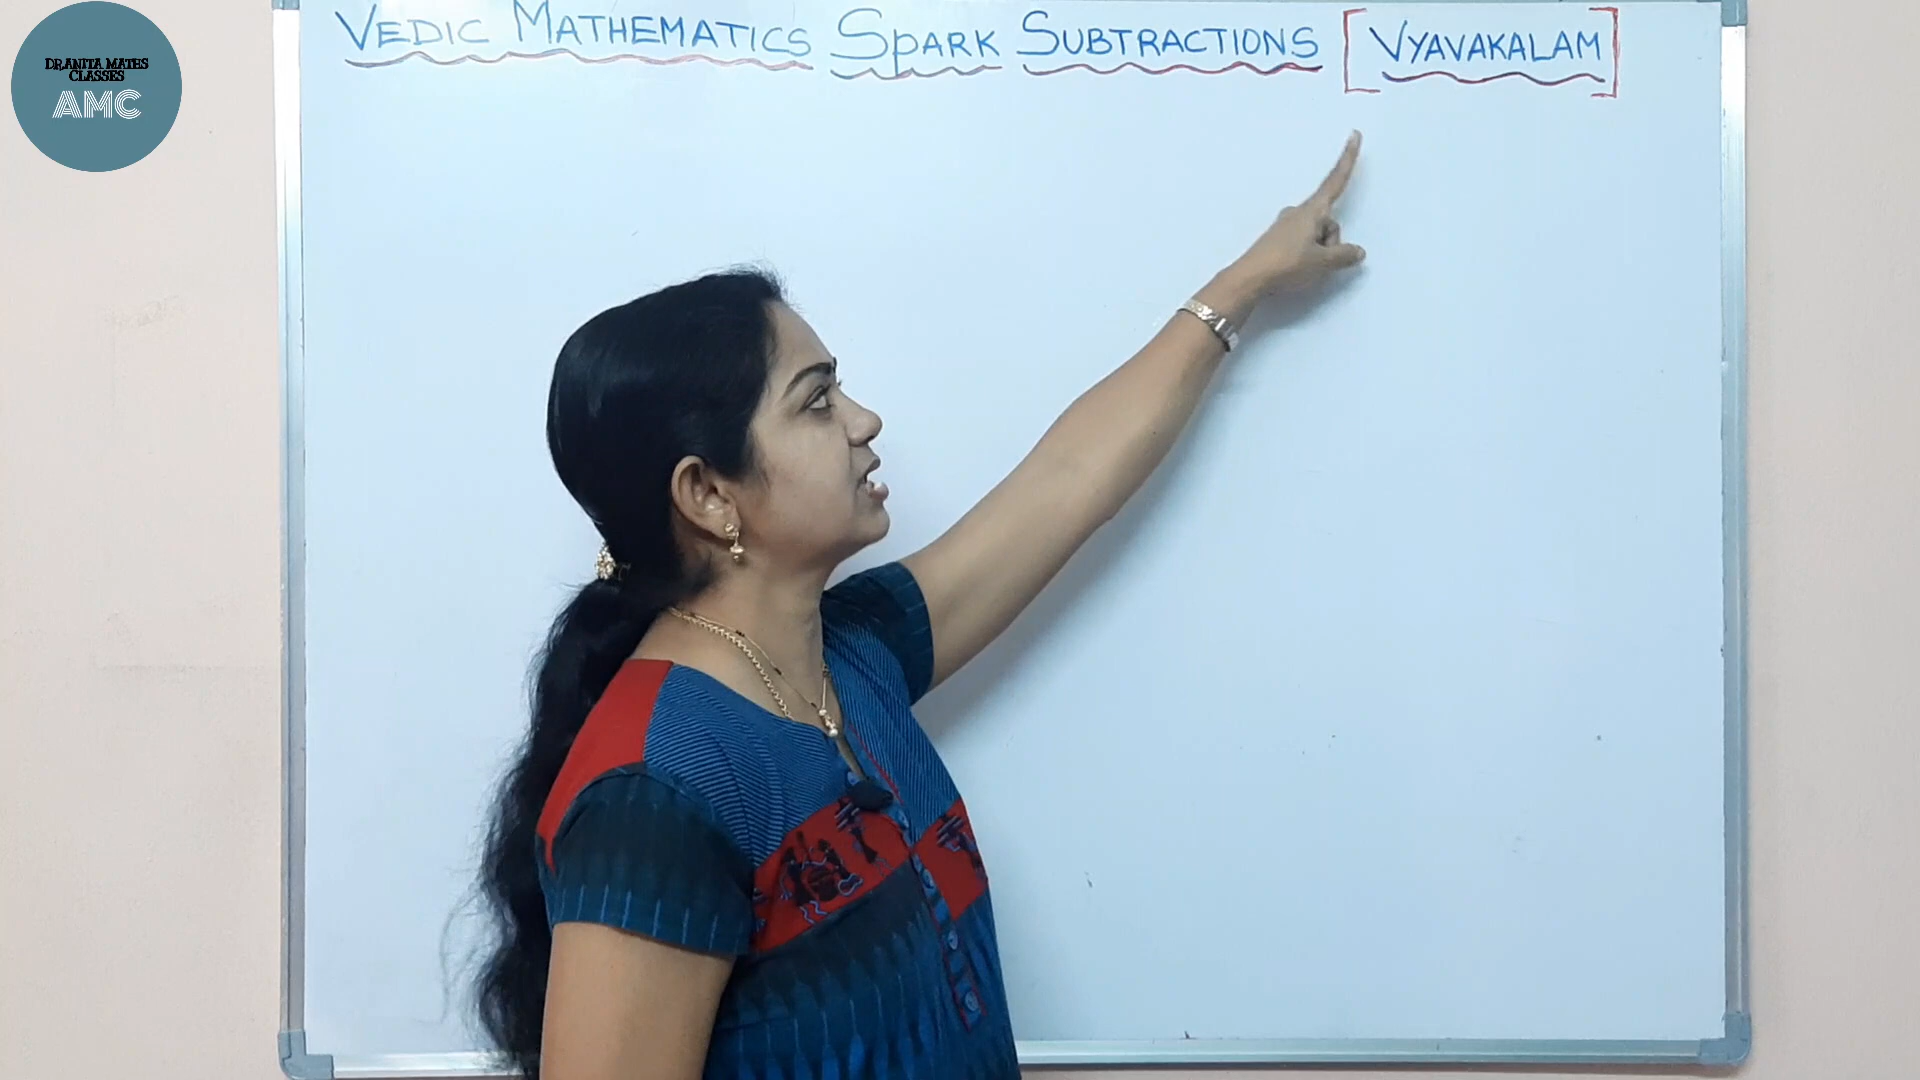 VEDIC MATHEMATICS SPARK SUBTRACTIONS [VYAVAKALAM]
DR.ANITA MATHS
CLASSES
AMC